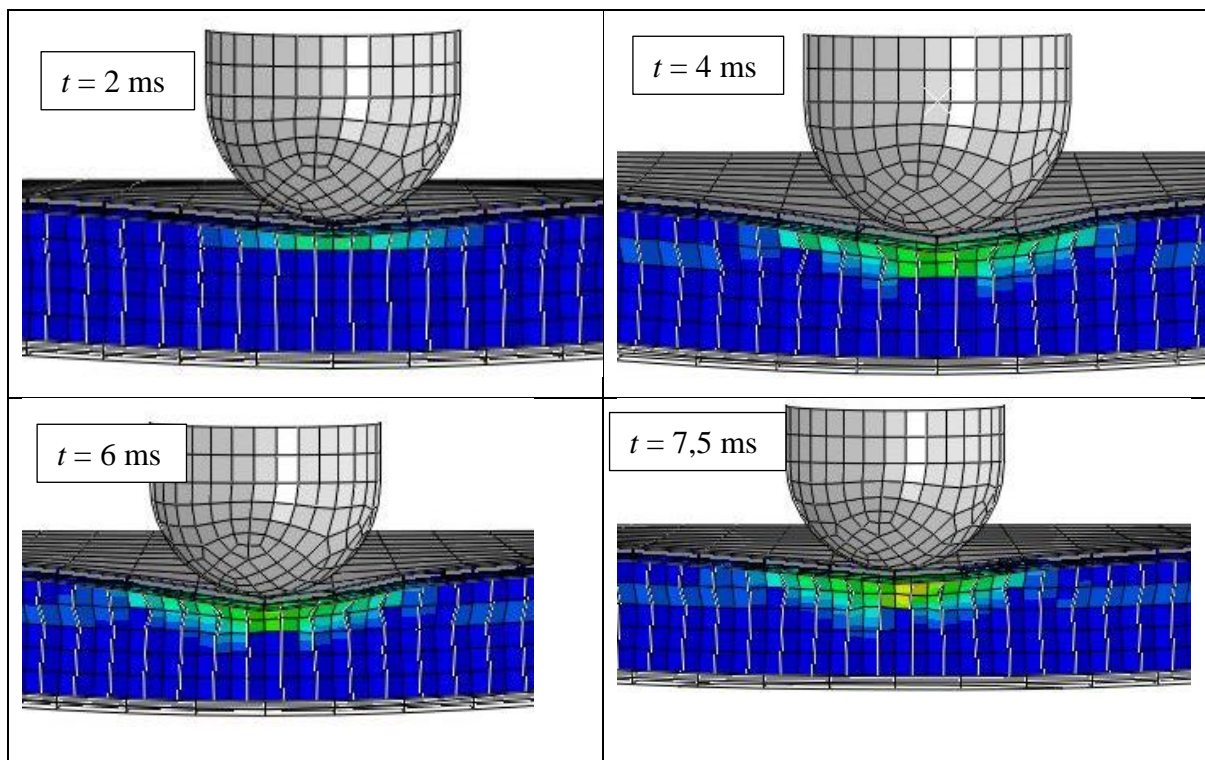 t = 2 ms
t = 4 ms
t = 6 ms
t = 7,5 ms